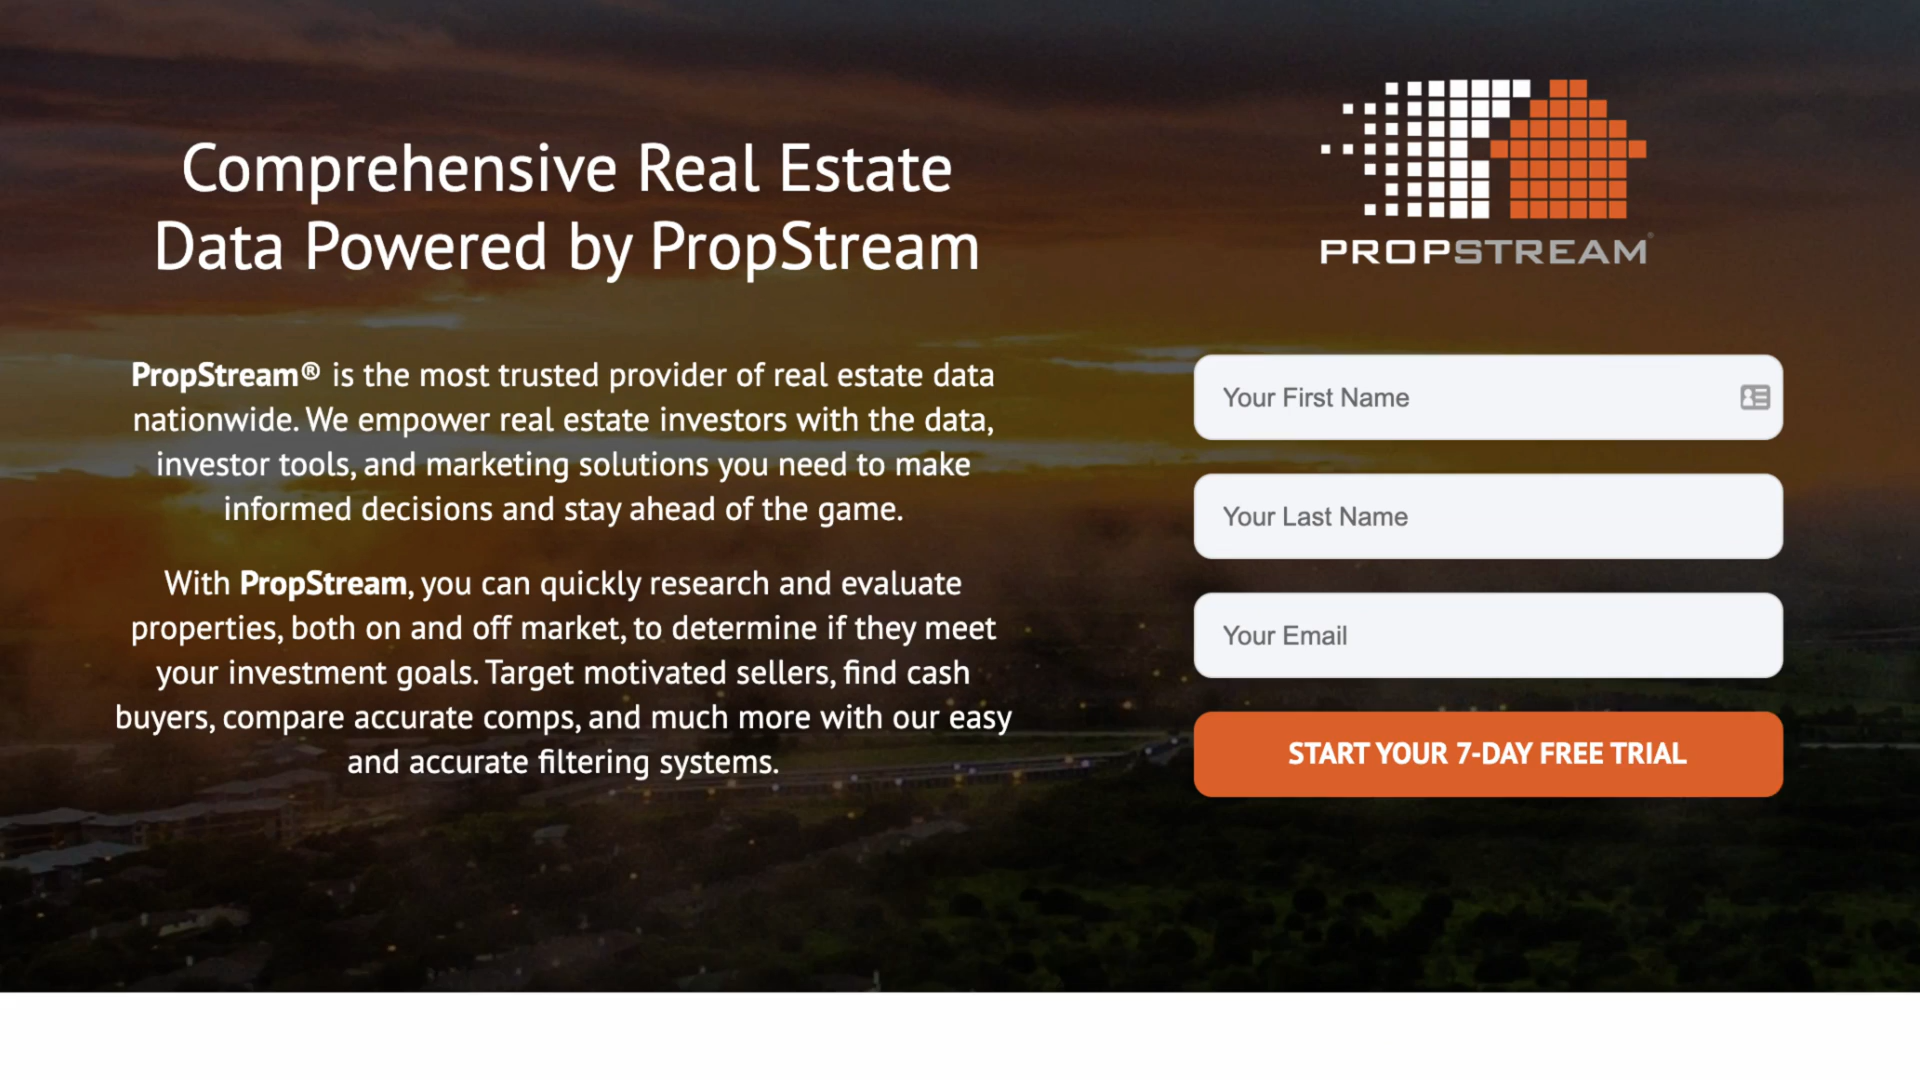 Comprehensive Real Estate
Data Powered by PropStream
PropStream® is the most trusted provider of real estate data
nationwide. We empower real estate investors with the data,
investor tools, and marketing solutions you need to make
informed decisions and stay ahead of the game.
With PropStream, you can quickly research and evaluate
properties, both on and off market, to determine if they meet
your investment goals. Target motivated sellers, find cash
buyers, compare accurate comps, and much more with our easy
and accurate filtering systems.
PROPSTREAM®
Your First Name
Your Last Name
Your Email
START YOUR 7-DAY FREE TRIAL